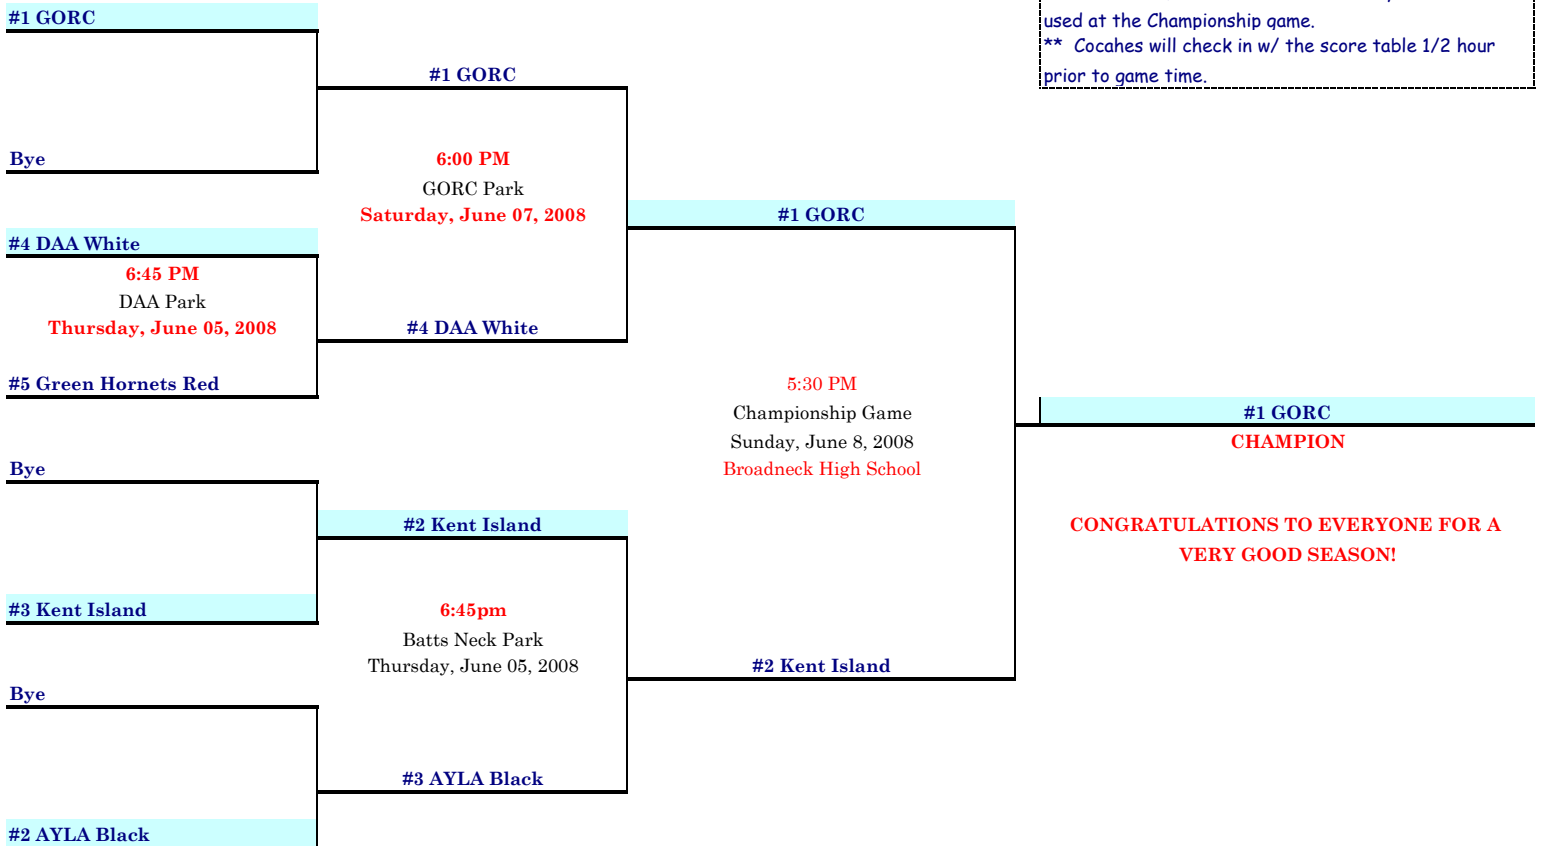 #1 GORC
used at the Championship game.
** Cocahes will check in w/ the score table 1/2 hour
prior to game time.
#1 GORC
Bye
6:00 PM
GORC Park
Saturday, June 07, 2008
#1 GORC
#4 DAA White
6:45 PM
DAA Park
Thursday, June 05, 2008
#4 DAA White
#5 Green Hornets Red
5:30 PM
Championship Game
Sunday, June 8, 2008
Broadneck High School
#1 GORC
CHAMPION
Bye
#2 Kent Island
CONGRATULATIONS TO EVERYONE FOR A
VERY GOOD SEASON!
#3 Kent Island
6:45pm
Batts Neck Park
Thursday, June 05, 2008
#2 Kent Island
Bye
#3 AYLA Black
#2 AYLA Black